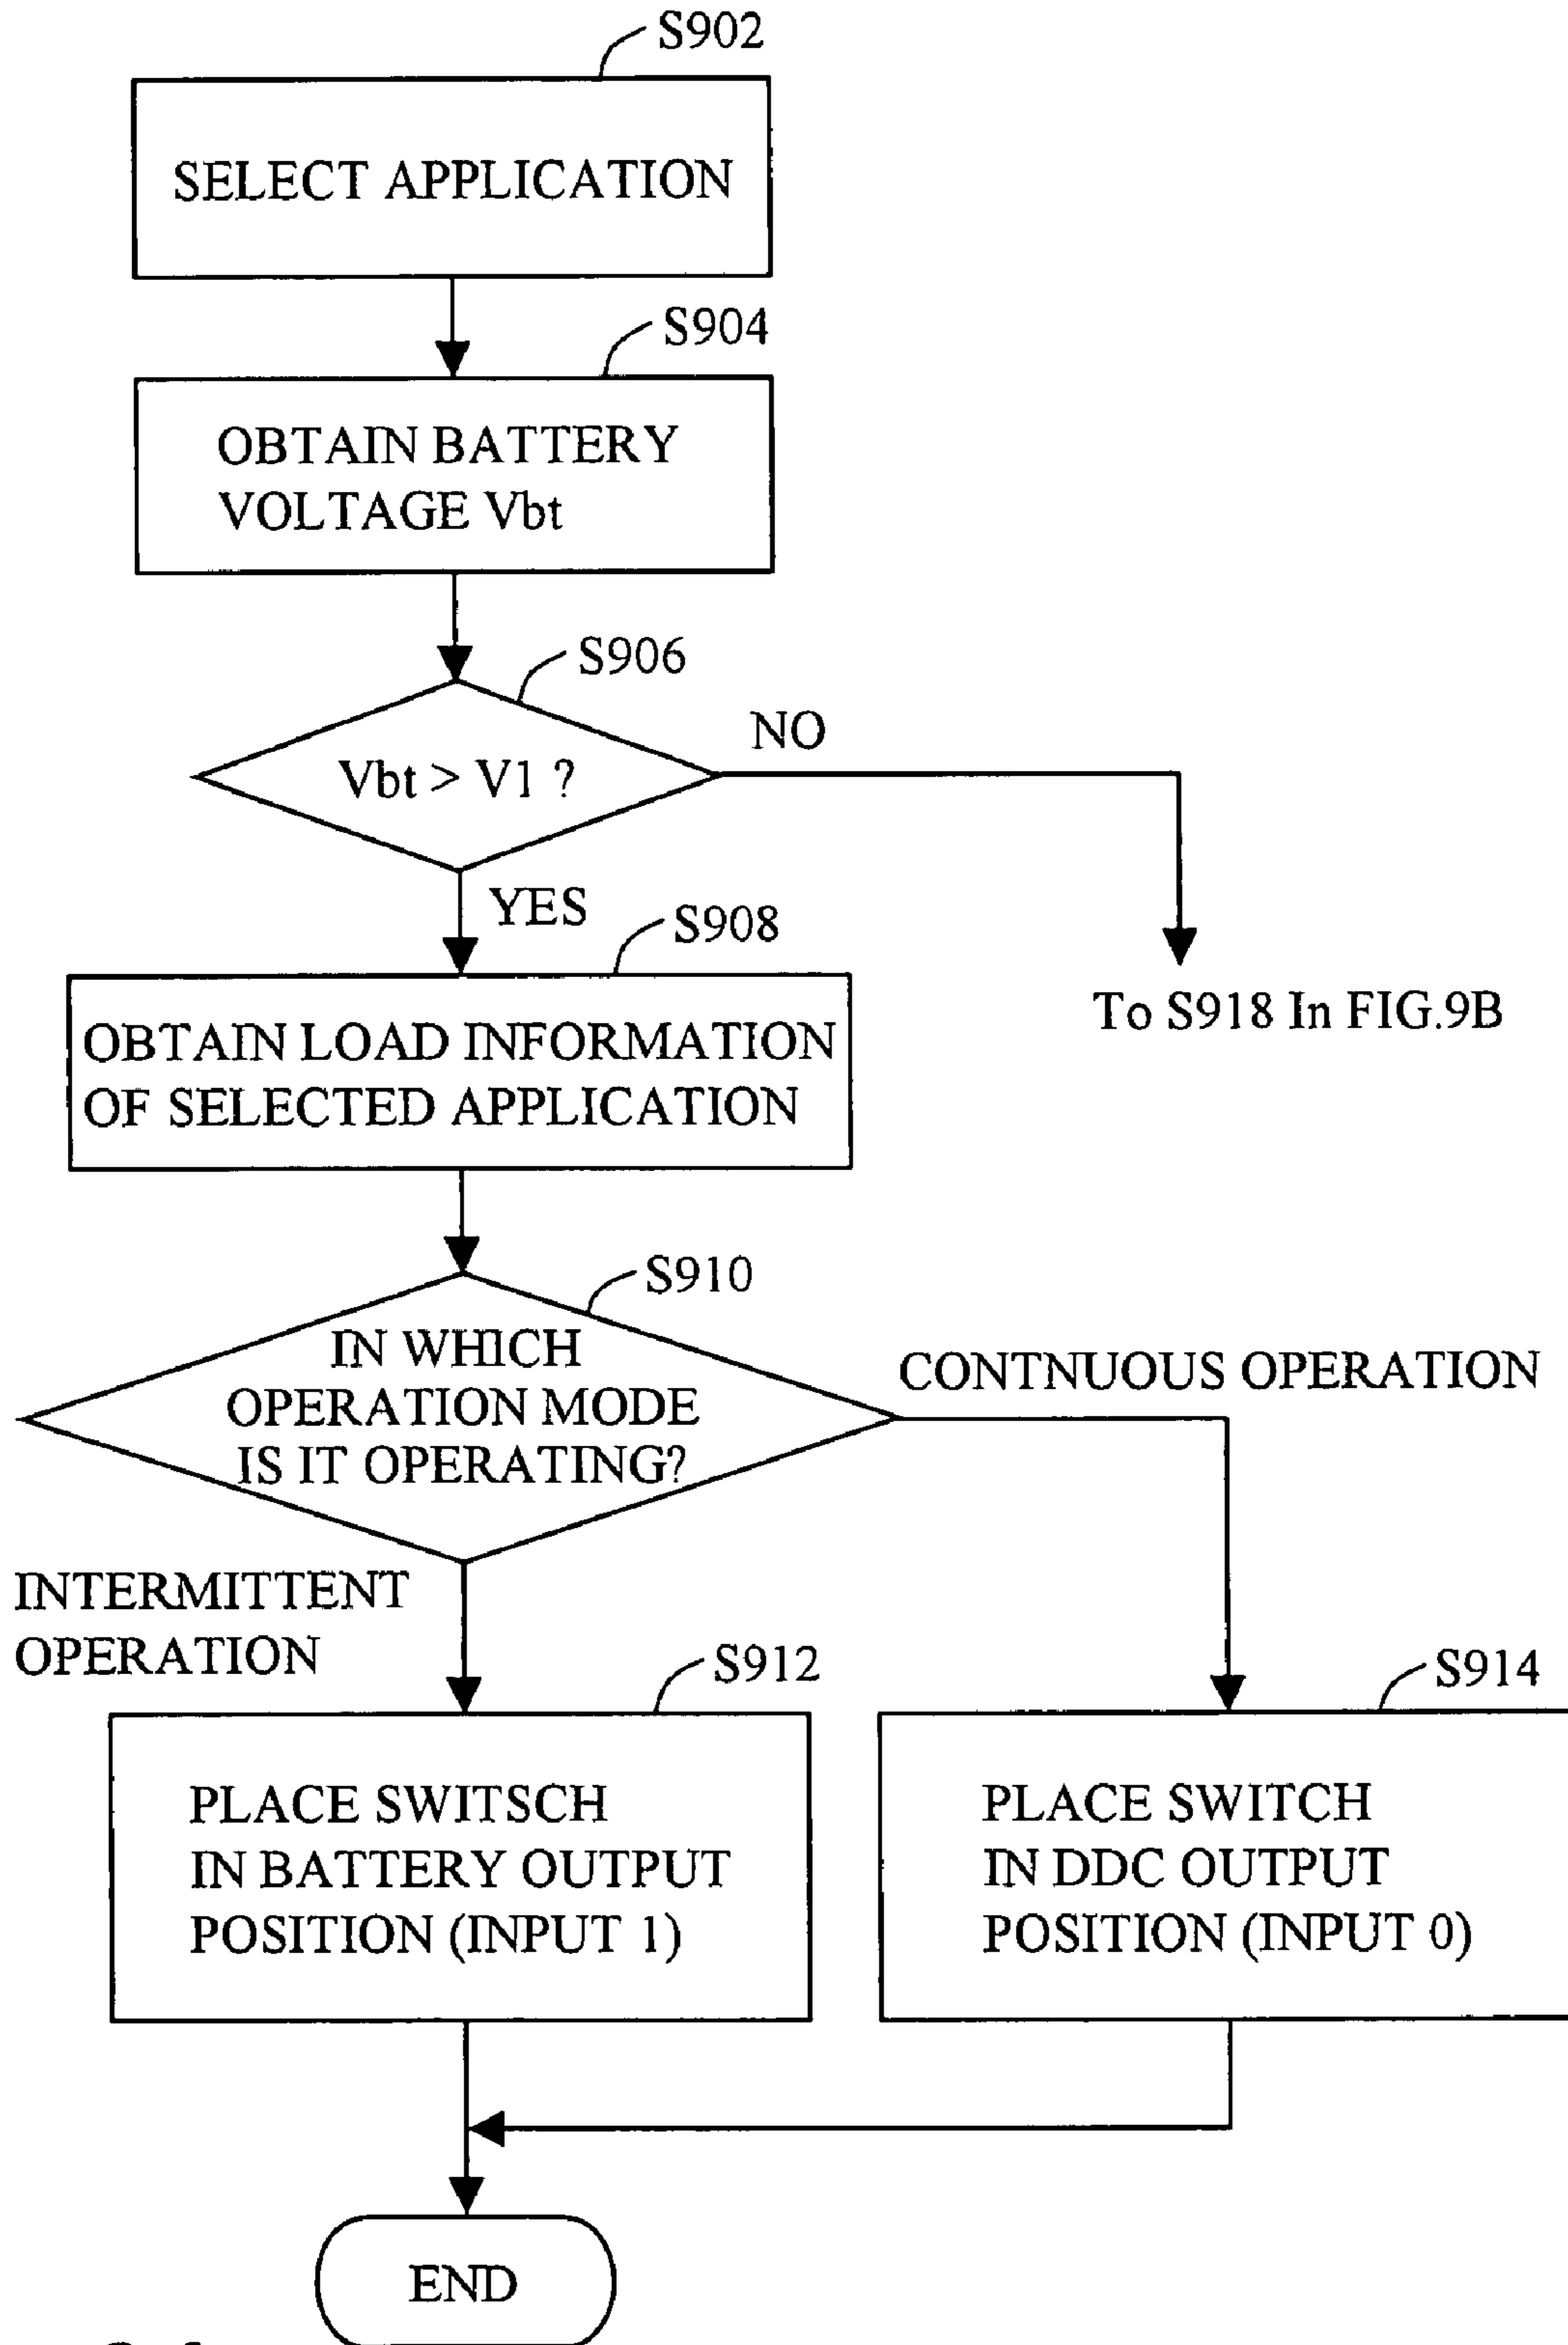 S902
SELECT APPLICATION
S904
OBTAIN BATTERY
VOLTAGE Vbt
S906
Vbt > V1 ?
NO
YES
S908
To S918 In FIG.9B
OBTAIN LOAD INFORMATION
OF SELECTED APPLICATION
S910
IN WHICH
OPERATION MODE
IS IT OPERATING?
CONTNUOUS OPERATION
INTERMITTENT
OPERATION
S912
S914
PLACE SWITSCH
IN BATTERY OUTPUT
POSITION (INPUT 1)
PLACE SWITCH
IN DDC OUTPUT
POSITION (INPUT 0)
END